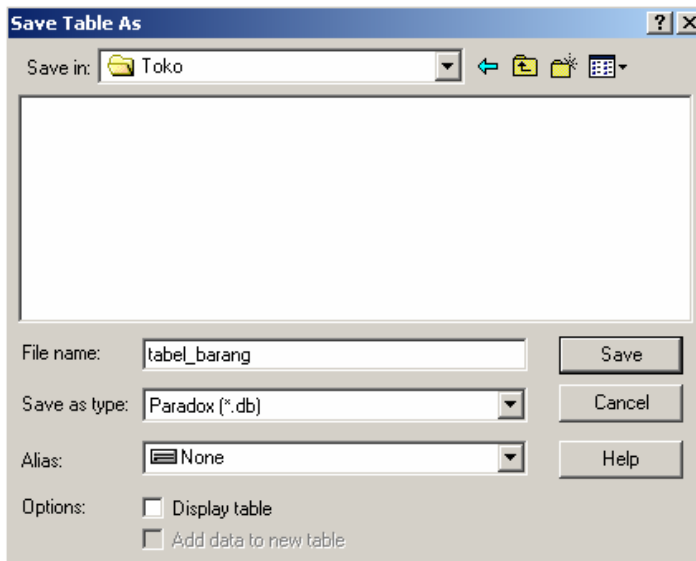 Save Table As
Save in: Toko
File name: tabel_barang Save
Save as type: Paradox (*.db) Cancel
Alias: None Help
Options: Display table
Add data to new table